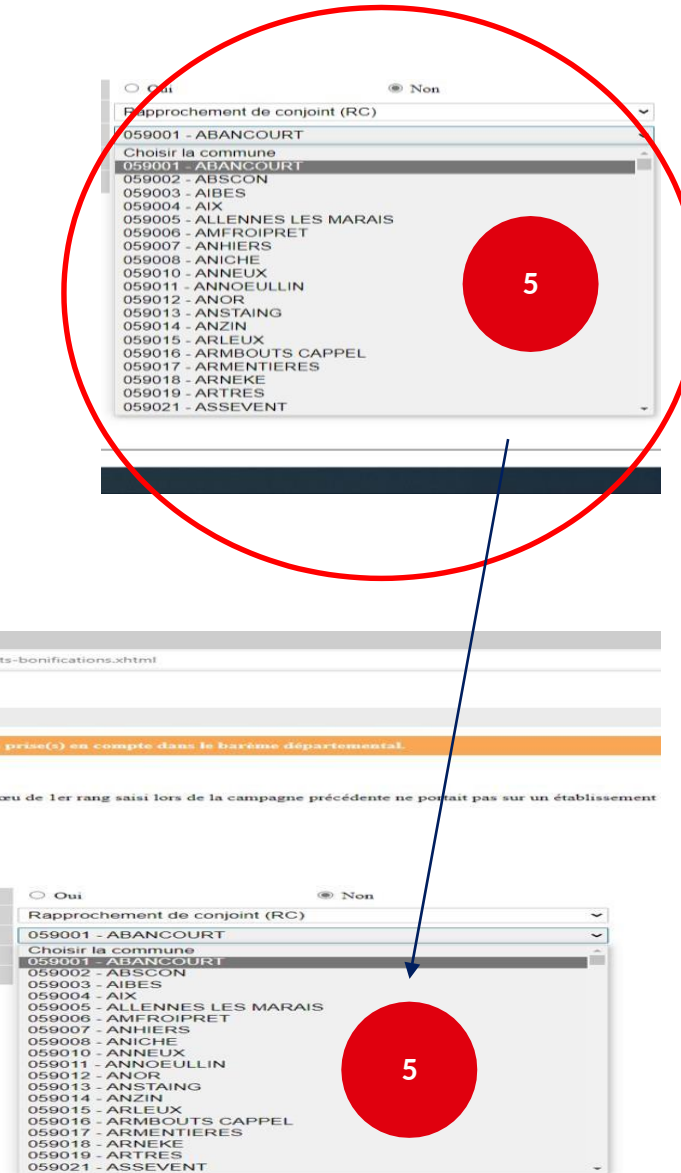 Oui Non
Rapprochement de conjoint (RC)
059001 - ABANCOURT
Choisir la commune
059001 - ABANCOURT
059002 - ABSCON
059003 - AIBES
059004 - AIX
059005 - ALLENNES LES MARAIS
059006 - AMFROIPRET
059007 - ANHIERS
059008 - ANICHE
059010 - ANNEUX
059011 - ANNOEULLIN
059012 - ANOR
059013 - ANSTAING
059014 - ANZIN
059015 - ARLEUX
059016 - ARMBOUTS CAPPEL
059017 - ARMENTIERES
059018 - ARNEKE
059019 - ARTRES
059021 - ASSEVENT
5
ts-bonifications.xhtml
prise(s) en compte dans le barème départemental.
œu de 1er rang saisi lors de la campagne précédente ne portait pas sur un établissement
Oui Non
Rapprochement de conjoint (RC)
059001 - ABANCOURT
Choisir la commune
059001 - ABANCOURT
059002 - ABSCON
059003 - AIBES
059004 - AIX
059005 - ALLENNES LES MARAIS
059006 - AMFROIPRET
059007 - ANHIERS
059008 - ANICHE
059010 - ANNEUX
059011 - ANNOEULLIN
059012 - ANOR
059013 - ANSTAING
059014 - ANZIN
059015 - ARLEUX
059016 - ARMBOUTS CAPPEL
059017 - ARMENTIERES
059018 - ARNEKE
059019 - ARTRES
059021 - ASSEVENT
5